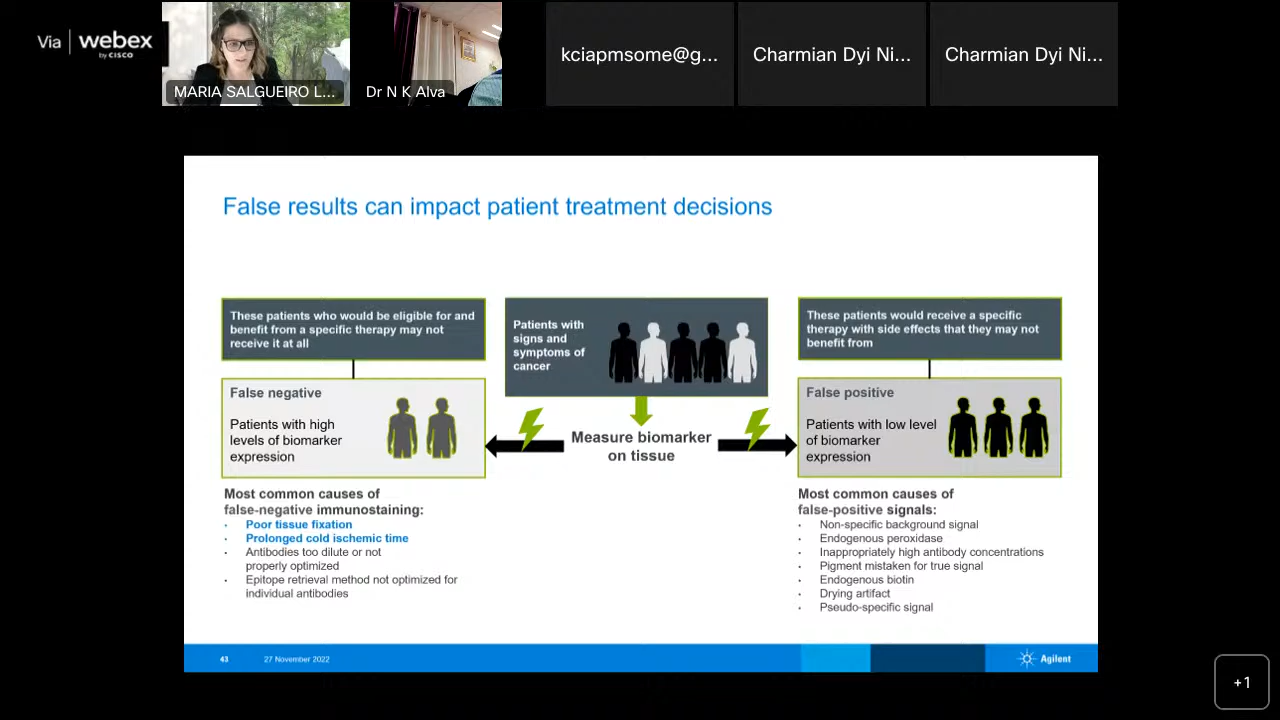 Via webex
by CISCO
MARIA SALGUEIRO L...
Dr N K Alva
kciapmsome@g...
Charmian Dyi Ni...
Charmian Dyi Ni...
False results can impact patient treatment decisions
These patients who would be eligible for and
benefit from a specific therapy may not
receive it at all
Patients with
signs and
symptoms of
cancer
These patients would receive a specific
therapy with side effects that they may not
benefit from
False negative
Patients with high
levels of biomarker
expression
Measure biomarker
on tissue
False positive
Patients with low level
of biomarker
expression
Most common causes of
false-negative immunostaining:
· Poor tissue fixation
· Prolonged cold ischemic time
· Antibodies too dilute or not
properly optimized
· Epitope retrieval method not optimized for
individual antibodies
Most common causes of
false-positive signals:
· Non-specific background signal
· Endogenous peroxidase
· Inappropriately high antibody concentrations
· Pigment mistaken for true signal
· Endogenous biotin
· Drying artifact
· Pseudo-specific signal
43 27 November 2022
Agilent
+1